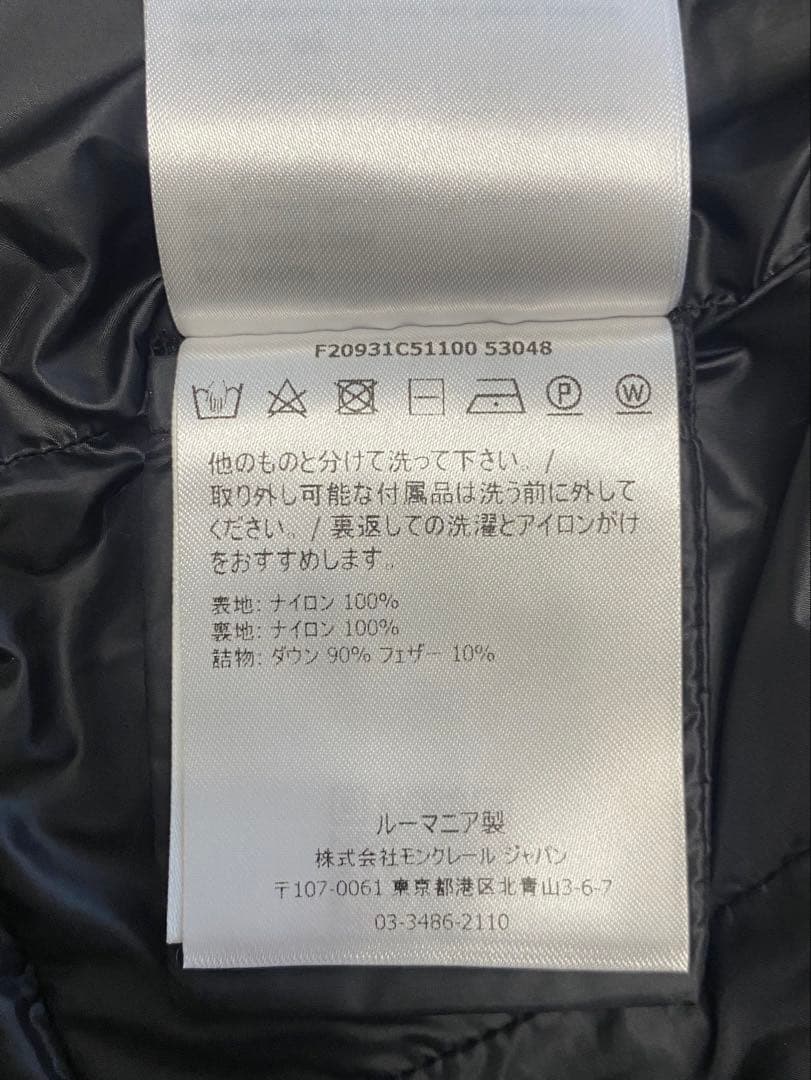 F20931C51100 53048
P
W
他のものと分けて洗って下さい。/
取り外し可能な付属品は洗う前に外して
ください。/ 裏返しての洗濯とアイロンがけ
をおすすめします。
表地: ナイロン 100%
裏地: ナイロン 100%
詰物: ダウン 90% フェザー 10%
ルーマニア製
株式会社モンクレール ジャパン
〒107-0061 東京都港区北青山3-6-7
03-3486-2110